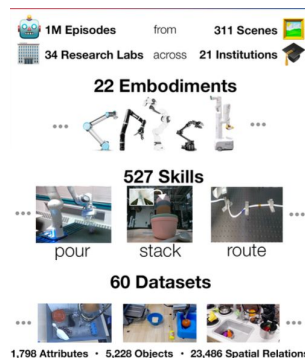 1M Episodes from 311 Scenes
34 Research Labs across 21 Institutions
22 Embodiments
527 Skills
pour stack route
60 Datasets
1,798 Attributes • 5,228 Objects • 23,486 Spatial Relations